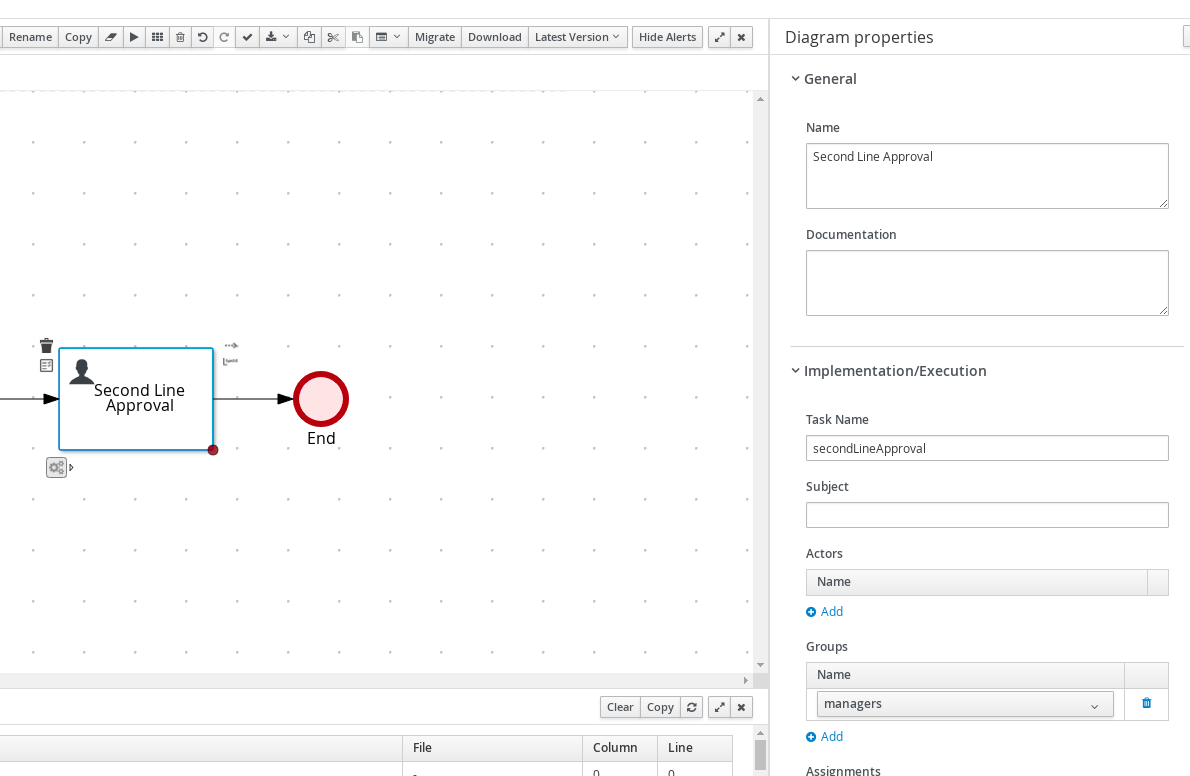 Rename Copy Migrate Download Latest Version Hide Alerts
Diagram properties
General
Name
Second Line Approval
Documentation
Second Line
Approval
End
Implementation/Execution
Task Name
secondLineApproval
Subject
Actors
Name
Add
Groups
Name
managers
Add
Assignments
Clear Copy
File Column Line
- 0 0